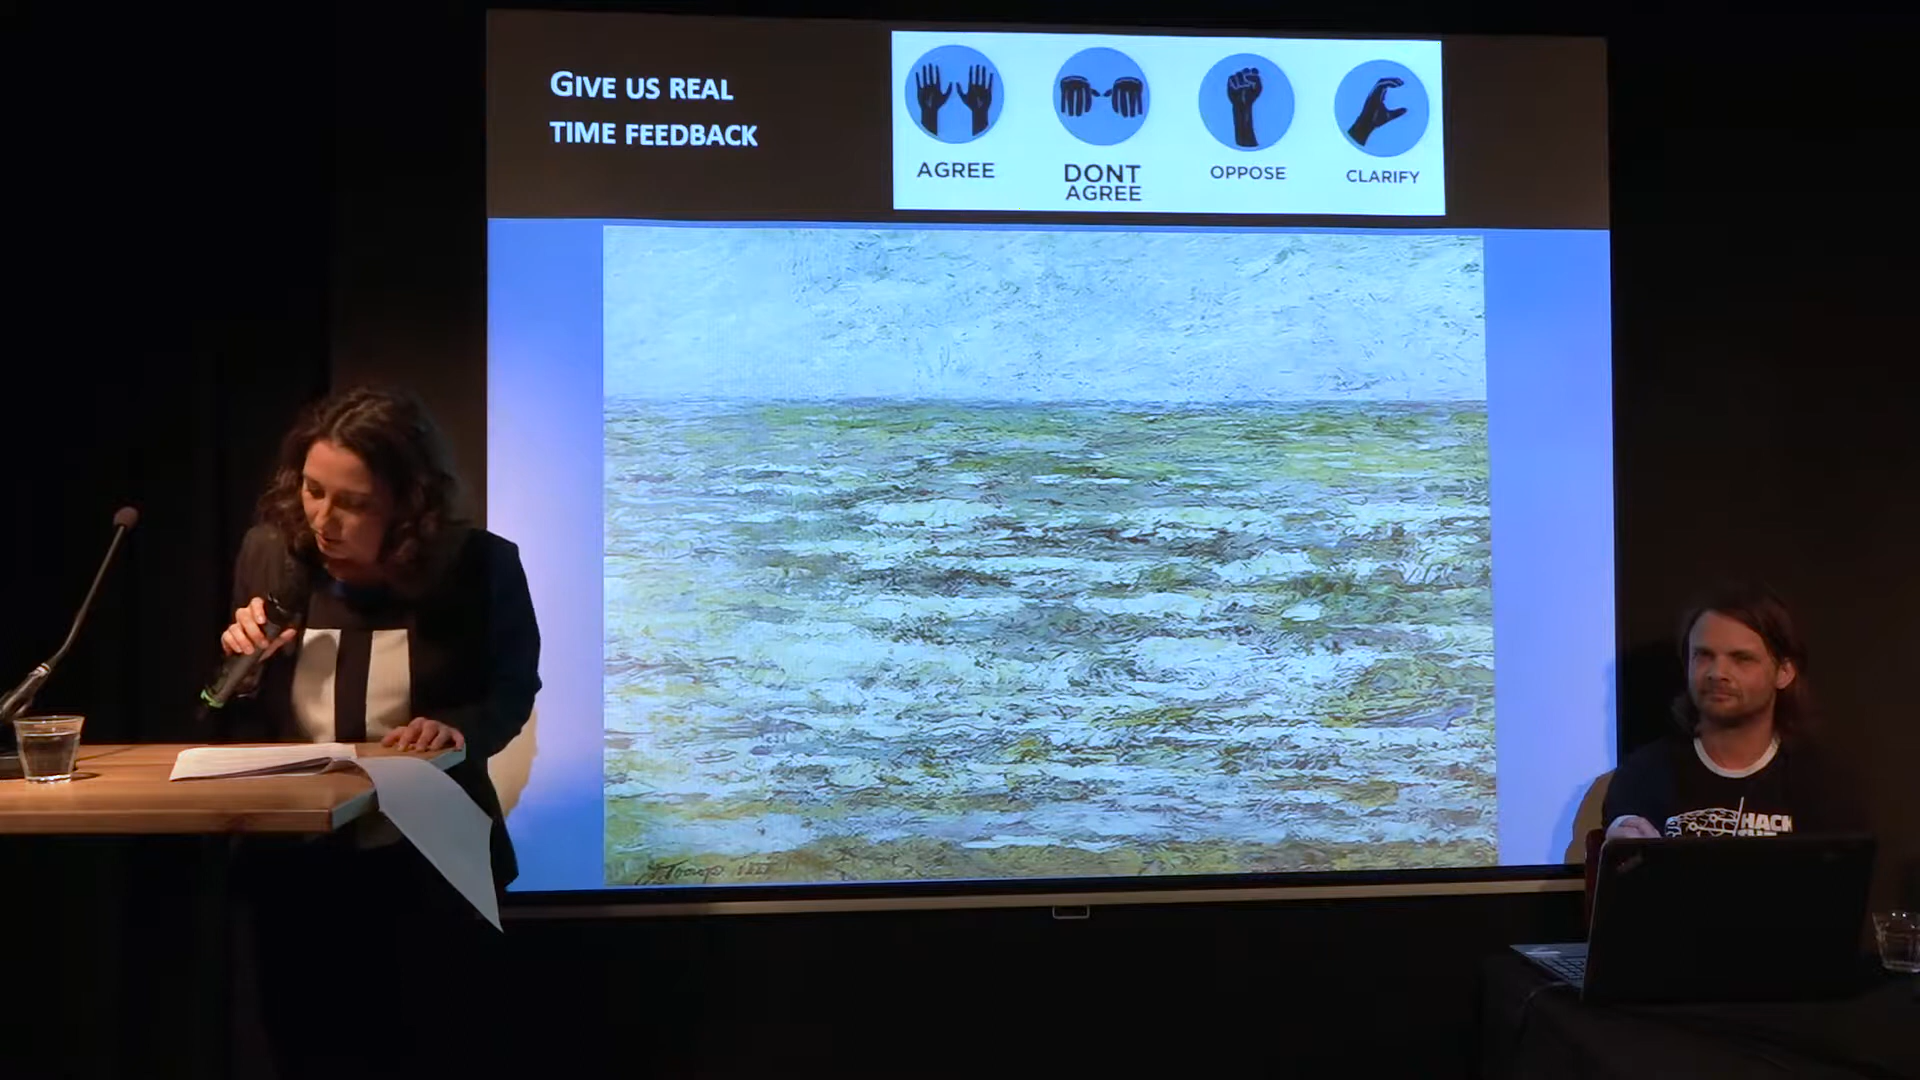 GIVE US REAL
TIME FEEDBACK
AGREE
DONT
AGREE
OPPOSE
CLARIFY
HACK